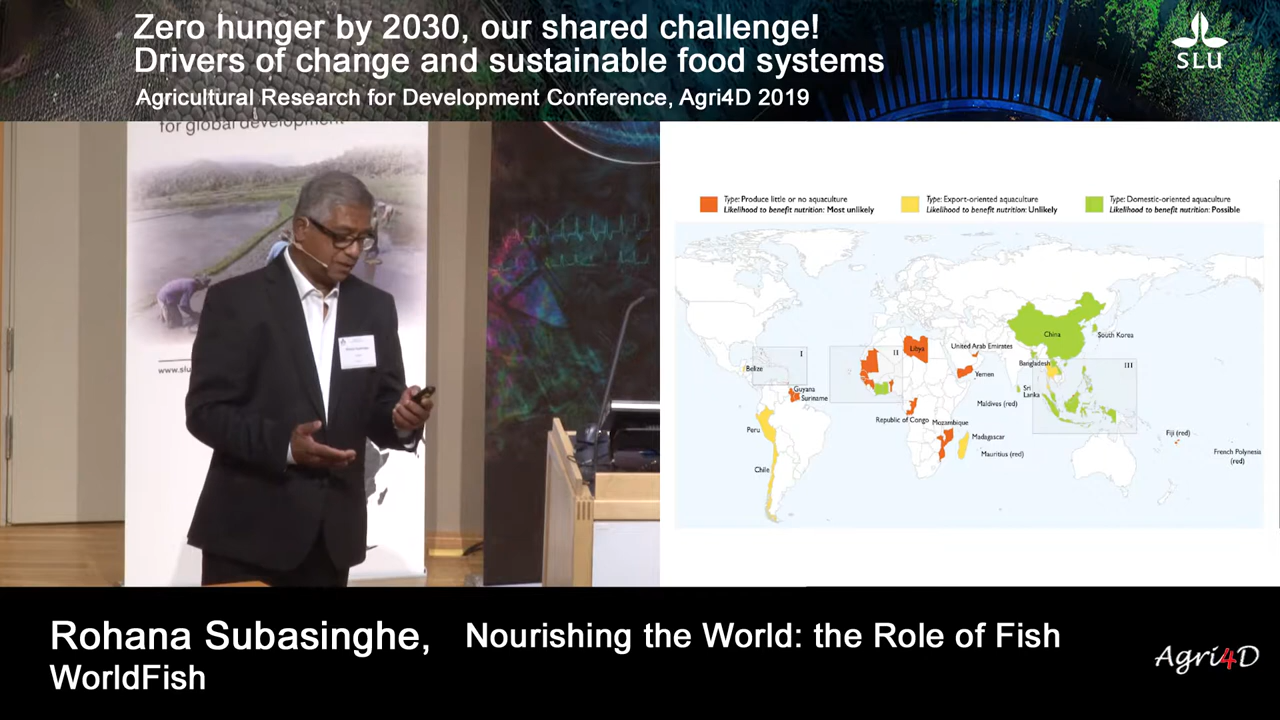 Zero hunger by 2030, our shared challenge!
Drivers of change and sustainable food systems
Agricultural Research for Development Conference, Agri4D 2019
SLU
for global development
www.slu
Type: Produce little or no aquaculture
Likelihood to benefit nutrition: Most unlikely
Type: Export-oriented aquaculture
Likelihood to benefit nutrition: Unlikely
Type: Domestic-oriented aquaculture
Likelihood to benefit nutrition: Possible
China
South Korea
Libya
United Arab Emirates
I
II
III
Belize
Bangladesh
Yemen
Guyana
Suriname
Sri
Lanka
Maldives (red)
Republic of Congo
Mozambique
Peru
Madagascar
Fiji (red)
Mauritius (red)
French Polynesia
(red)
Chile
Rohana Subasinghe,
WorldFish
Nourishing the World: the Role of Fish
Agri4D